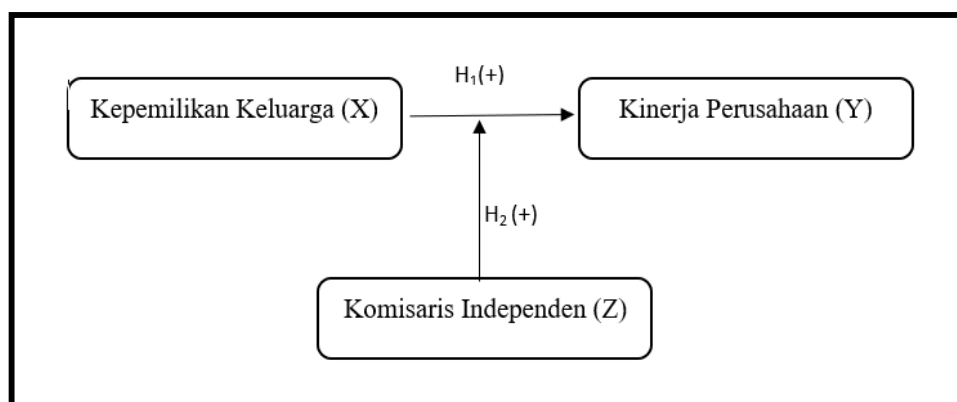 H₁(+)
Kepemilikan Keluarga (X)
Kinerja Perusahaan (Y)
H₂ (+)
Komisaris Independen (Z)